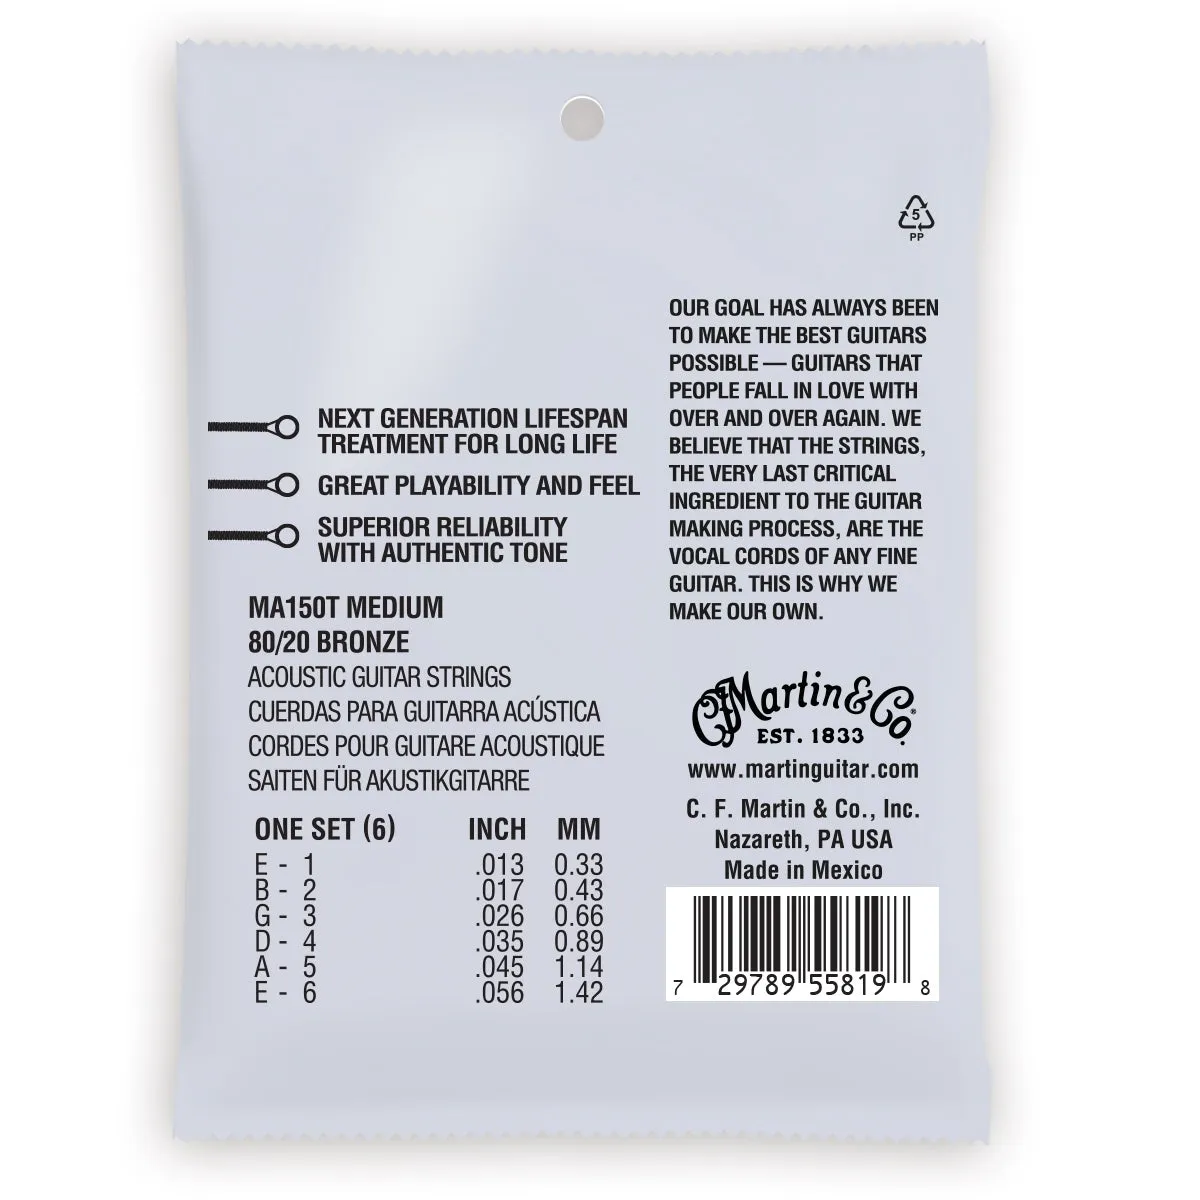 5
PP
OUR GOAL HAS ALWAYS BEEN
TO MAKE THE BEST GUITARS
POSSIBLE — GUITARS THAT
PEOPLE FALL IN LOVE WITH
OVER AND OVER AGAIN. WE
BELIEVE THAT THE STRINGS,
THE VERY LAST CRITICAL
INGREDIENT TO THE GUITAR
MAKING PROCESS, ARE THE
VOCAL CORDS OF ANY FINE
GUITAR. THIS IS WHY WE
MAKE OUR OWN.
NEXT GENERATION LIFESPAN
TREATMENT FOR LONG LIFE
GREAT PLAYABILITY AND FEEL
SUPERIOR RELIABILITY
WITH AUTHENTIC TONE
MA150T MEDIUM
80/20 BRONZE
ACOUSTIC GUITAR STRINGS
CUERDAS PARA GUITARRA ACÚSTICA
CORDES POUR GUITARE ACOUSTIQUE
SAITEN FÜR AKUSTIKGITARRE
ONE SET (6) INCH MM
E - 1 .013 0.33
B - 2 .017 0.43
G - 3 .026 0.66
D - 4 .035 0.89
A - 5 .045 1.14
E - 6 .056 1.42
CF Martin & Co.®
EST. 1833
www.martinguitar.com
C. F. Martin & Co., Inc.
Nazareth, PA USA
Made in Mexico
7 29789 55819 8